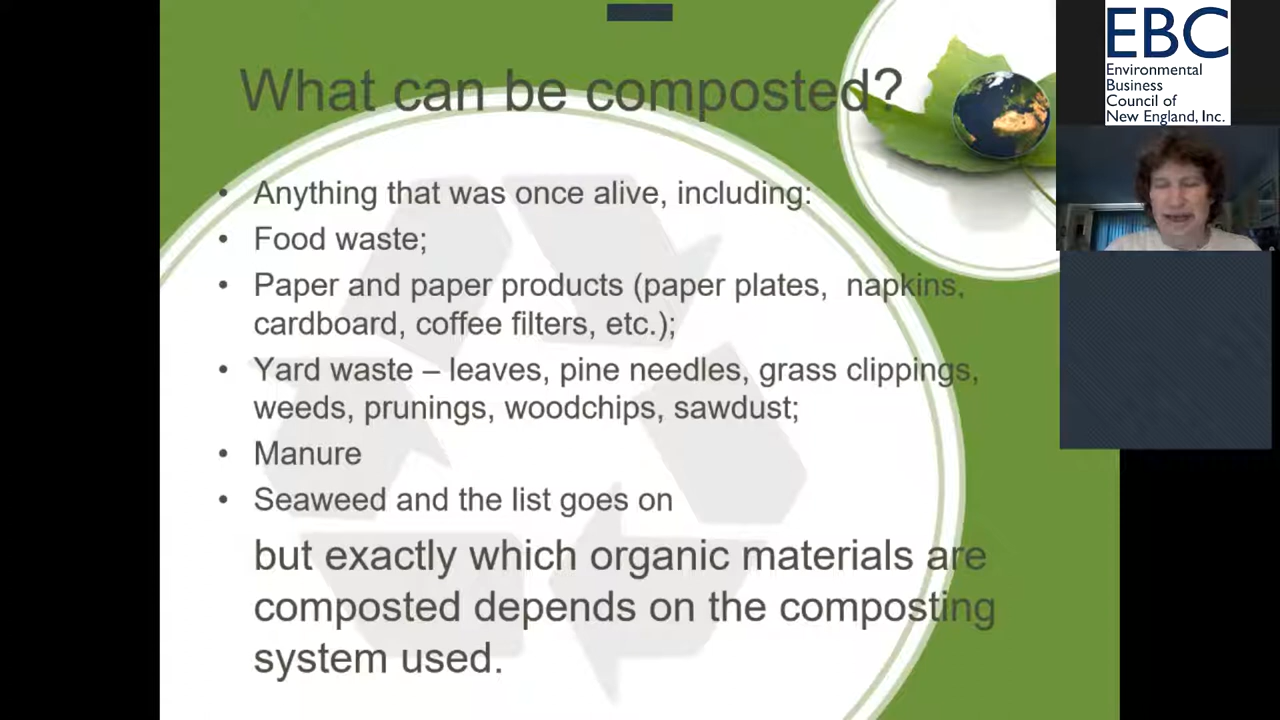 What can be composted?
• Anything that was once alive, including:
• Food waste;
• Paper and paper products (paper plates,  napkins,
cardboard, coffee filters, etc.);
• Yard waste – leaves, pine needles, grass clippings,
weeds, prunings, woodchips, sawdust;
• Manure
• Seaweed and the list goes on
but exactly which organic materials are
composted depends on the composting
system used.
EBC
Environmental
Business
Council of
New England, Inc.